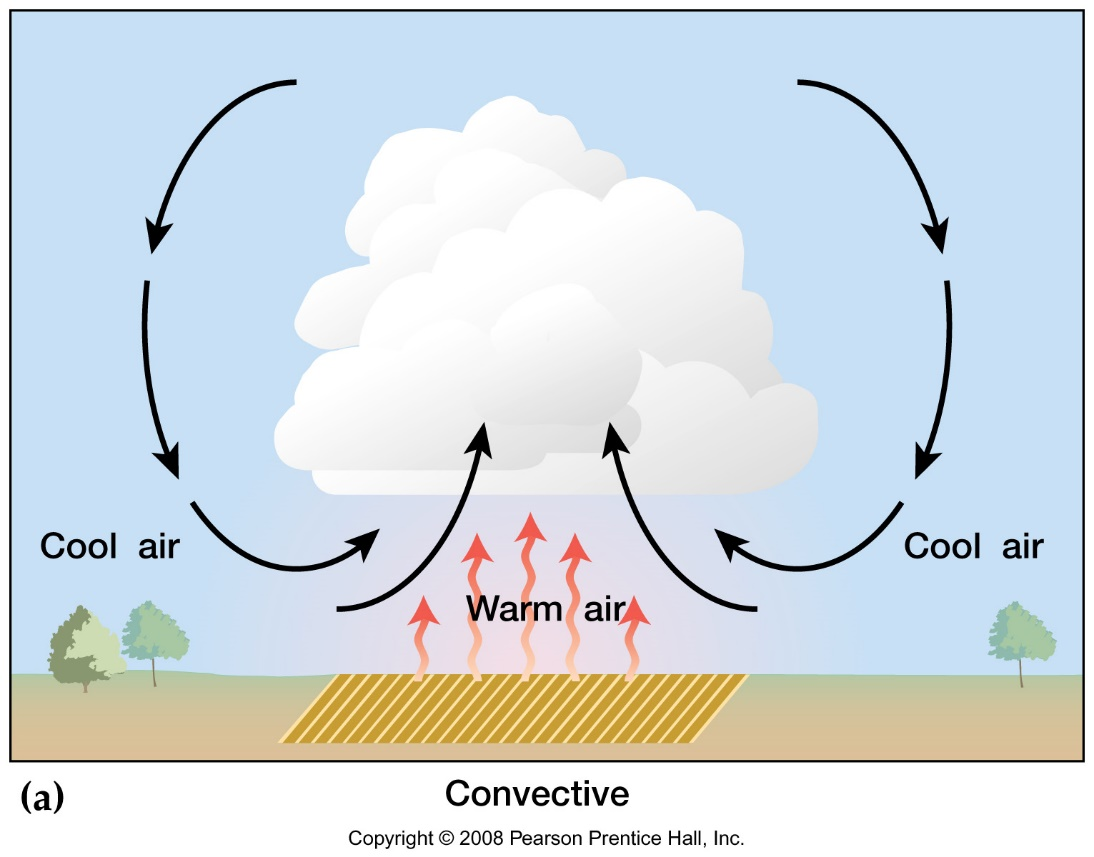 Cool air
Cool air
Warm air
(a)
Convective
Copyright © 2008 Pearson Prentice Hall, Inc.